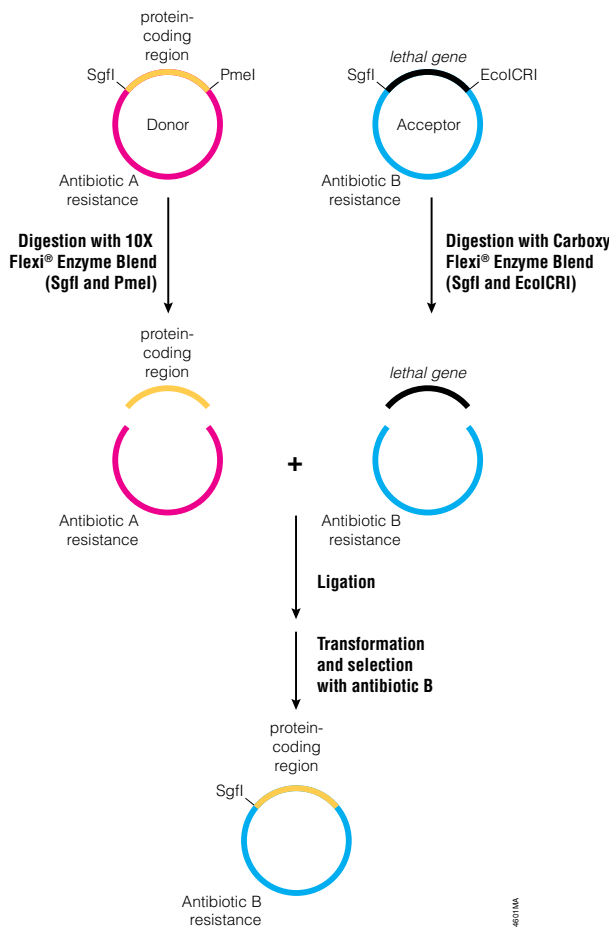 protein-
coding
region
SgfI
PmeI
Donor
Antibiotic A
resistance
lethal gene
SgfI
EcoICRI
Acceptor
Antibiotic B
resistance
Digestion with 10X
Flexi® Enzyme Blend
(SgfI and PmeI)
Digestion with Carboxy
Flexi® Enzyme Blend
(SgfI and EcoICRI)
protein-
coding
region
Antibiotic A
resistance
+
lethal gene
Antibiotic B
resistance
Ligation
Transformation
and selection
with antibiotic B
protein-
coding
region
SgfI
Antibiotic B
resistance
4601MA